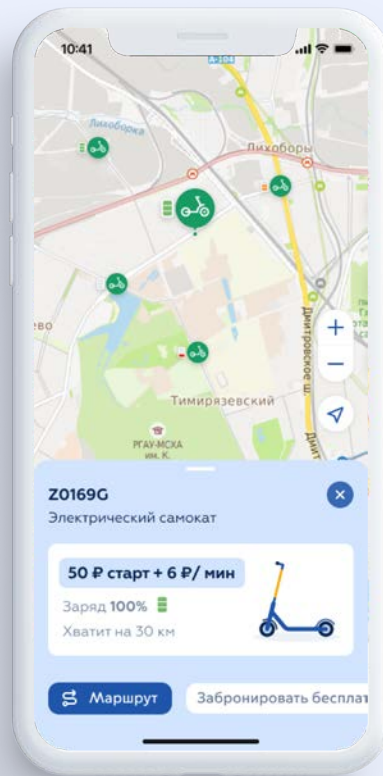 10:41
А-104
Лихоборка
Лихоборы
Дмитровское ш.
Тимирязевский
РГАУ-МСХА
им. К.
Z0169G
Электрический самокат
50 ₽ старт + 6 ₽/ мин
Заряд 100%
Хватит на 30 км
Маршрут
Забронировать бесплат